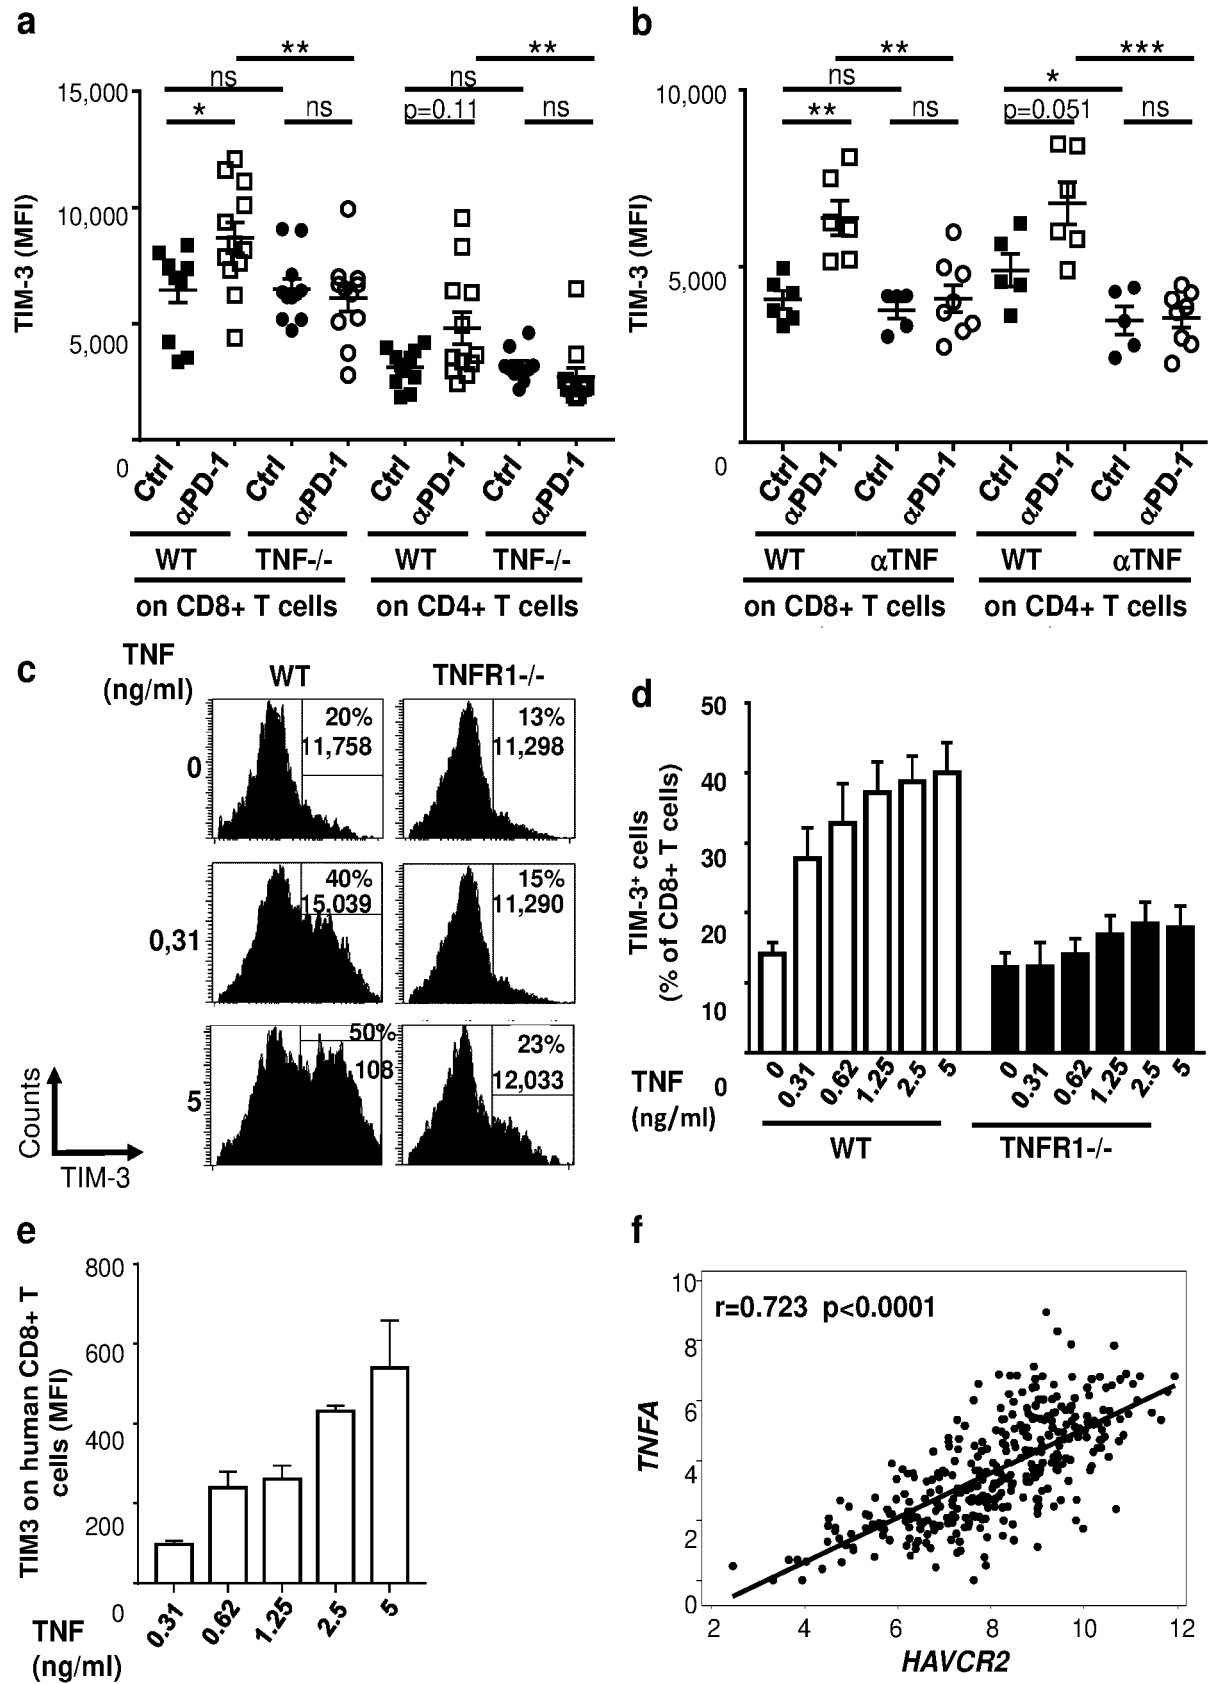 a
** **
ns ns
* ns p=0.11 ns
15,000
10,000
5,000
0
TIM-3 (MFI)
Ctrl αPD-1 Ctrl αPD-1 Ctrl αPD-1 Ctrl αPD-1
WT TNF-/- WT TNF-/-
on CD8+ T cells on CD4+ T cells
b
** ***
ns *
** ns p=0.051 ns
10,000
5,000
0
TIM-3 (MFI)
Ctrl αPD-1 Ctrl αPD-1 Ctrl αPD-1 Ctrl αPD-1
WT αTNF WT αTNF
on CD8+ T cells on CD4+ T cells
c
TNF
(ng/ml)
WT TNFR1-/-
0
20%
11,758
13%
11,298
0,31
40%
15,039
15%
11,290
5
50%
108
23%
12,033
Counts
TIM-3
d
50
40
30
20
10
0
TIM-3+ cells
(% of CD8+ T cells)
TNF
(ng/ml)
0 0.31 0.62 1.25 2.5 5 0 0.31 0.62 1.25 2.5 5
WT TNFR1-/-
e
800
600
400
200
0
TIM3 on human CD8+ T
cells (MFI)
0.31 0.62 1.25 2.5 5
TNF
(ng/ml)
f
r=0.723 p<0.0001
10
8
6
4
2
0
TNFA
2 4 6 8 10 12
HAVCR2